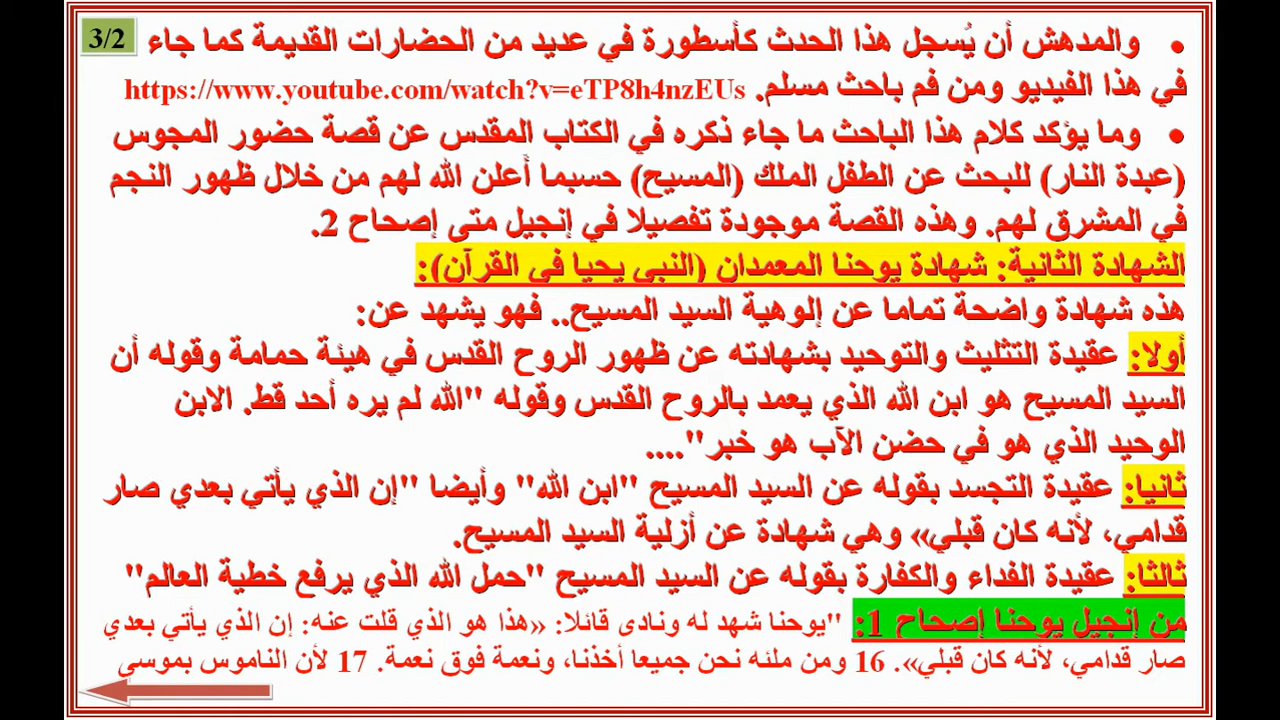 3/2
• والمدهش أن يُسجل هذا الحدث كأسطورة في عديد من الحضارات القديمة كما جاء
في هذا الفيديو ومن فم باحث مسلم. https://www.youtube.com/watch?v=eTP8h4nzEUs
• وما يؤكد كلام هذا الباحث ما جاء ذكره في الكتاب المقدس عن قصة حضور المجوس
(عبدة النار) للبحث عن الطفل الملك (المسيح) حسبما أعلن الله لهم من خلال ظهور النجم
في المشرق لهم. وهذه القصة موجودة تفصيلا في إنجيل متى إصحاح 2.
الشهادة الثانية: شهادة يوحنا المعمدان (النبي يحيا في القرآن):
هذه شهادة واضحة تماما عن إلوهية السيد المسيح.. فهو يشهد عن:
أولا: عقيدة التثليث والتوحيد بشهادته عن ظهور الروح القدس في هيئة حمامة وقوله أن
السيد المسيح هو ابن الله الذي يعمد بالروح القدس وقوله "الله لم يره أحد قط. الابن
الوحيد الذي هو في حضن الآب هو خبر"....
ثانيا: عقيدة التجسد بقوله عن السيد المسيح "ابن الله" وأيضا "إن الذي يأتي بعدي صار
قدامي، لأنه كان قبلي» وهي شهادة عن أزلية السيد المسيح.
ثالثا: عقيدة الفداء والكفارة بقوله عن السيد المسيح "حمل الله الذي يرفع خطية العالم"
من إنجيل يوحنا إصحاح 1: "يوحنا شهد له ونادى قائلا: «هذا هو الذي قلت عنه: إن الذي يأتي بعدي
صار قدامي، لأنه كان قبلي». 16 ومن ملئه نحن جميعا أخذنا، ونعمة فوق نعمة. 17 لأن الناموس بموسى